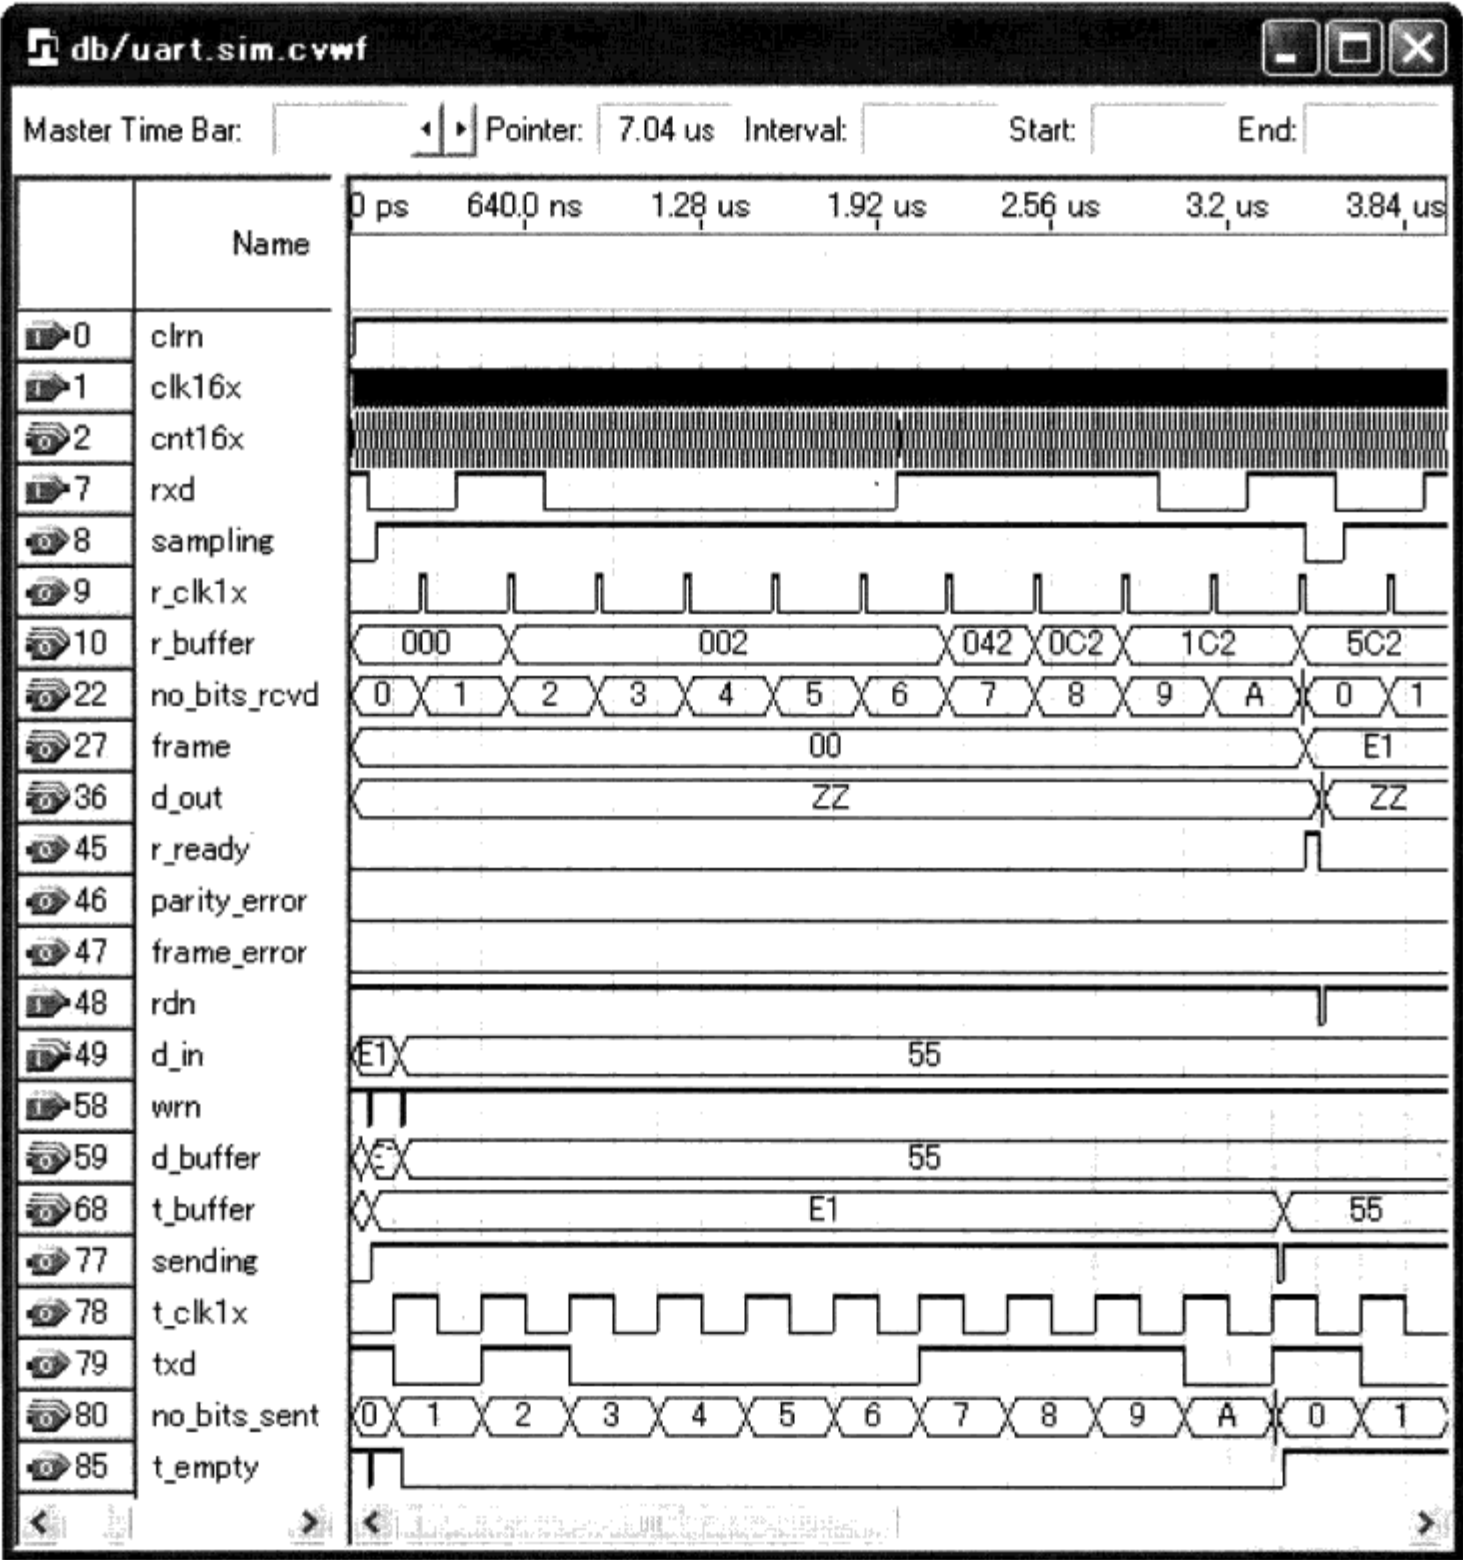 db/uart.sim.cvwf
Master Time Bar: Pointer: 7.04 us Interval: Start: End:
0 ps 640.0 ns 1.28 us 1.92 us 2.56 us 3.2 us 3.84 us
Name
0 clrn
1 clk16x
2 cnt16x
7 rxd
8 sampling
9 r_clk1x
10 r_buffer 000 002 042 0C2 1C2 5C2
22 no_bits_rcvd 0 1 2 3 4 5 6 7 8 9 A 0 1
27 frame 00 E1
36 d_out ZZ ZZ
45 r_ready
46 parity_error
47 frame_error
48 rdn
49 d_in E1 55
58 wrn
59 d_buffer 55
68 t_buffer E1 55
77 sending
78 t_clk1x
79 txd
80 no_bits_sent 0 1 2 3 4 5 6 7 8 9 A 0 1
85 t_empty